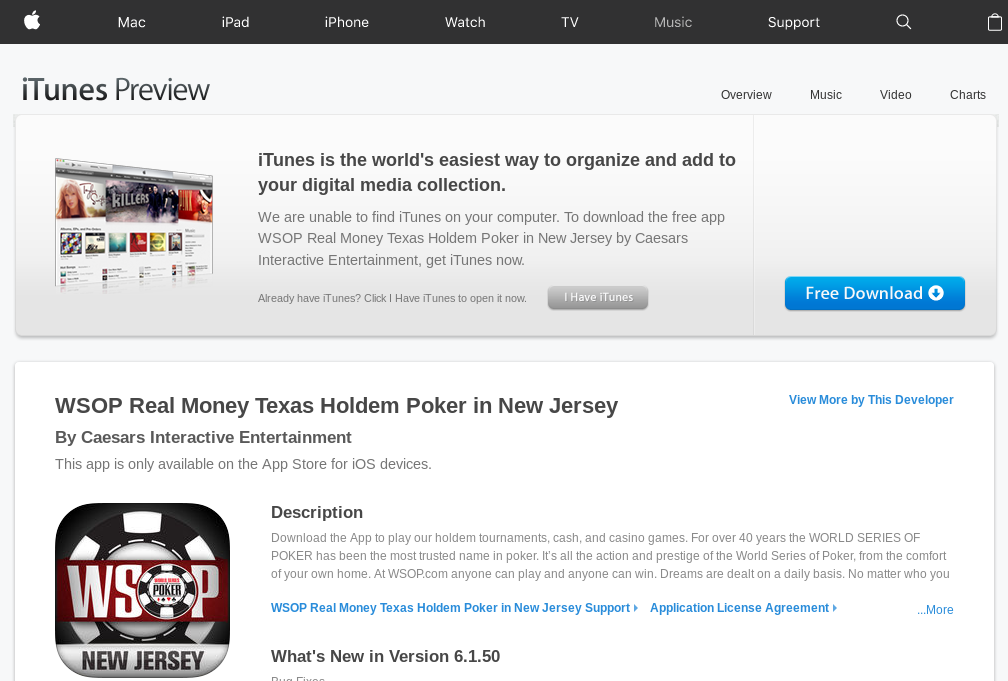 Mac iPad iPhone Watch TV Music Support
iTunes Preview
Overview Music Video Charts
iTunes is the world's easiest way to organize and add to
your digital media collection.
We are unable to find iTunes on your computer. To download the free app
WSOP Real Money Texas Holdem Poker in New Jersey by Caesars
Interactive Entertainment, get iTunes now.
Already have iTunes? Click I Have iTunes to open it now.
I Have iTunes
Free Download
KILLERS
WSOP Real Money Texas Holdem Poker in New Jersey
View More by This Developer
By Caesars Interactive Entertainment
This app is only available on the App Store for iOS devices.
WSOP
WORLD SERIES
POKER
NEW JERSEY
Description
Download the App to play our holdem tournaments, cash, and casino games. For over 40 years the WORLD SERIES OF
POKER has been the most trusted name in poker. It's all the action and prestige of the World Series of Poker, from the comfort
of your own home. At WSOP.com anyone can play and anyone can win. Dreams are dealt on a daily basis. No matter who you
WSOP Real Money Texas Holdem Poker in New Jersey Support Application License Agreement ...More
What's New in Version 6.1.50
Bug Fixes